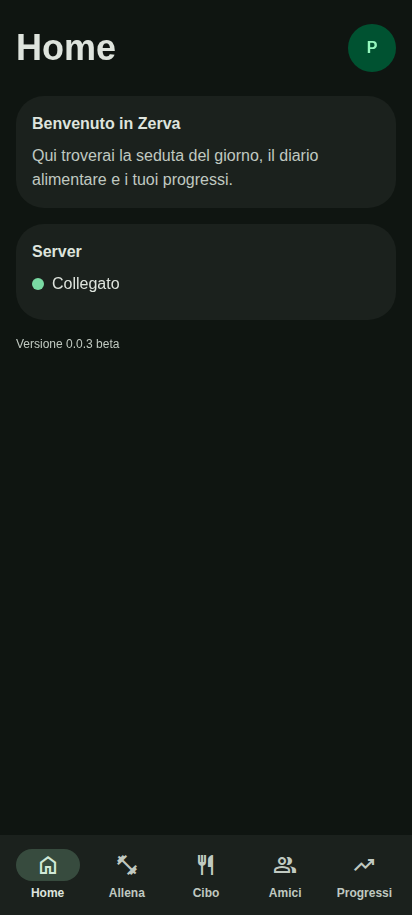 Home
P
Benvenuto in Zerva
Qui troverai la seduta del giorno, il diario
alimentare e i tuoi progressi.
Server
Collegato
Versione 0.0.3 beta
Home
Allena
Cibo
Amici
Progressi